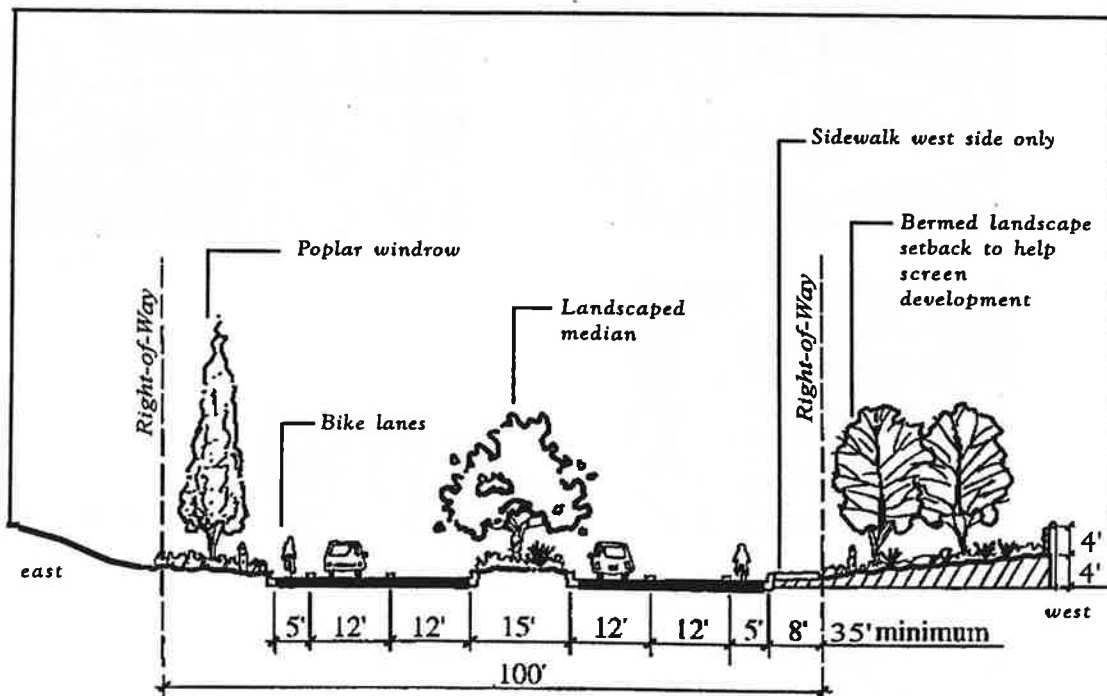 Sidewalk west side only
Bermed landscape
setback to help
screen
development
Poplar windrow
Landscaped
median
Right-of-Way
Right-of-Way
Bike lanes
east
4'
4'
west
5' 12' 12' 15' 12' 12' 5' 8' 35' minimum
100'